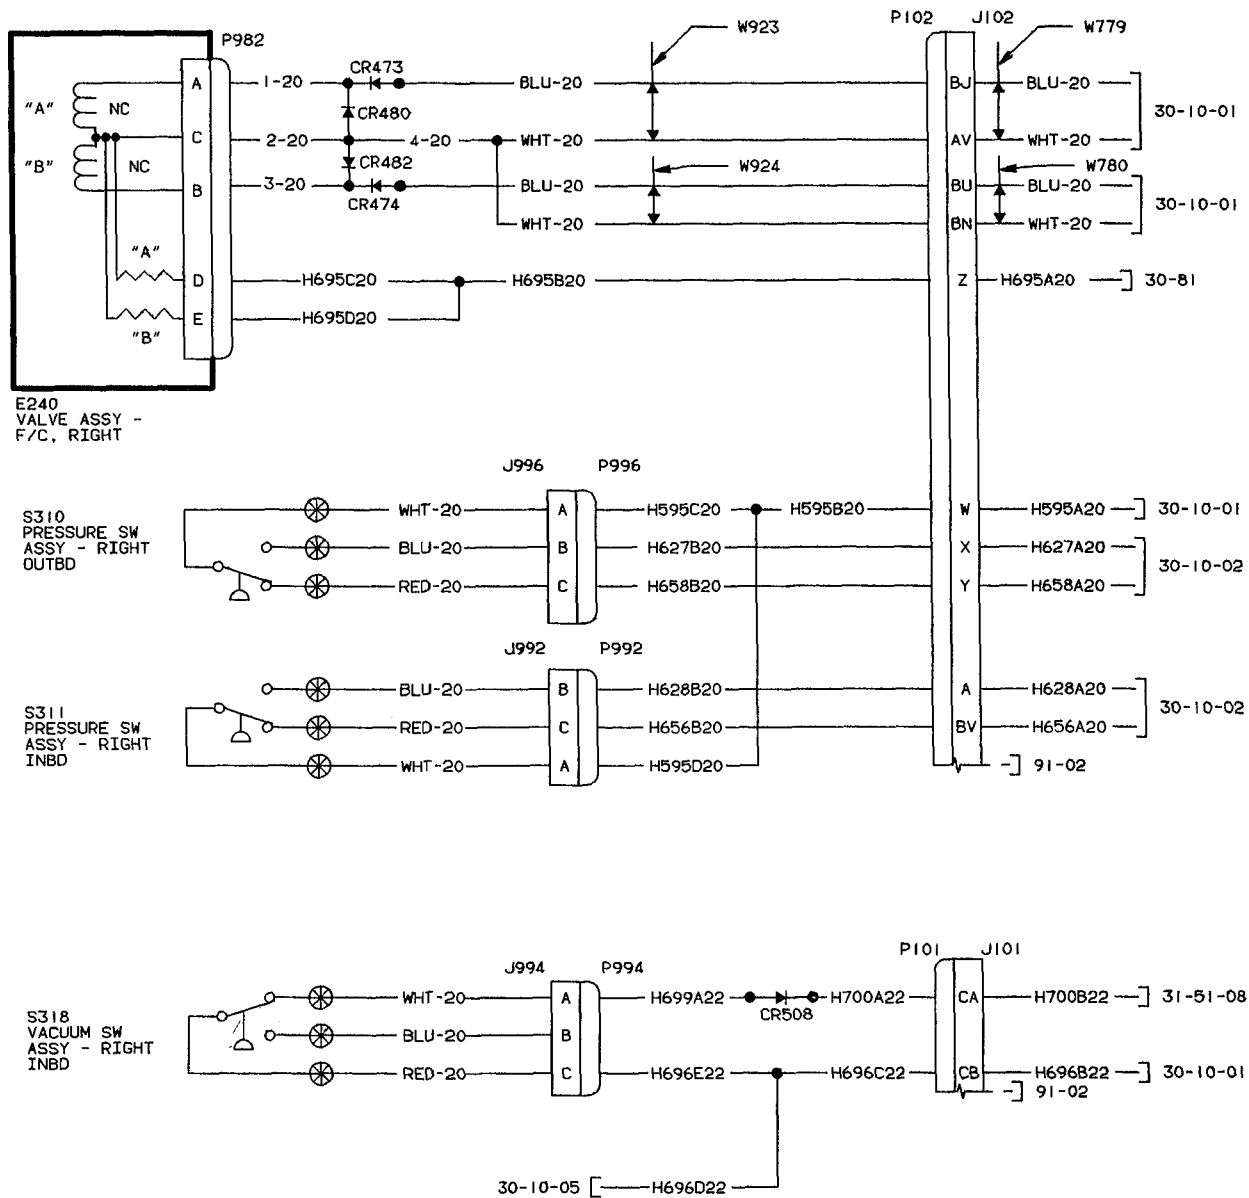 P102 J102
W923 W779
P982
A 1-20 CR473 BLU-20 BJ BLU-20
"A" NC CR480 30-10-01
C 2-20 4-20 WHT-20 AV WHT-20
"B" NC CR482 W924 W780
B 3-20 BLU-20 BU BLU-20
CR474 30-10-01
WHT-20 BN WHT-20
"A"
D H695C20 H695B20 Z H695A20 30-81
E H695D20
"B"
E240
VALVE ASSY -
F/C, RIGHT
J996 P996
S310
PRESSURE SW
ASSY - RIGHT
OUTBD
WHT-20 A H595C20 H595B20 W H595A20 30-10-01
BLU-20 B H627B20 X H627A20
30-10-02
RED-20 C H658B20 Y H658A20
J992 P992
S311
PRESSURE SW
ASSY - RIGHT
INBD
BLU-20 B H628B20 A H628A20
30-10-02
RED-20 C H656B20 BV H656A20
WHT-20 A H595D20 91-02
P101 J101
J994 P994
S318
VACUUM SW
ASSY - RIGHT
INBD
WHT-20 A H699A22 H700A22 CA H700B22 31-51-08
CR508
BLU-20 B
RED-20 C H696E22 H696C22 CB H696B22 30-10-01
91-02
30-10-05 H696D22